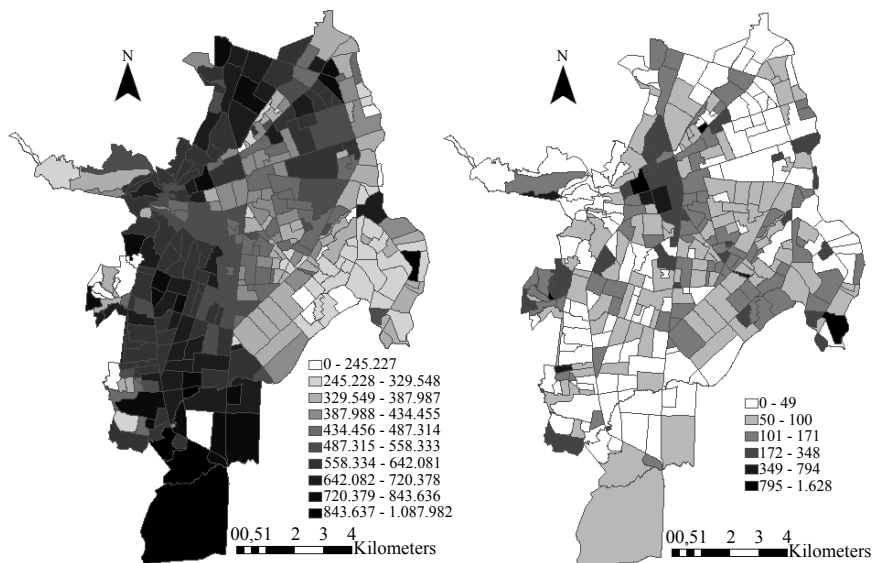 N
0 - 245.227
245.228 - 329.548
329.549 - 387.987
387.988 - 434.455
434.456 - 487.314
487.315 - 558.333
558.334 - 642.081
642.082 - 720.378
720.379 - 843.636
843.637 - 1.087.982
00,51 2 3 4
Kilometers
N
0 - 49
50 - 100
101 - 171
172 - 348
349 - 794
795 - 1.628
00,51 2 3 4
Kilometers